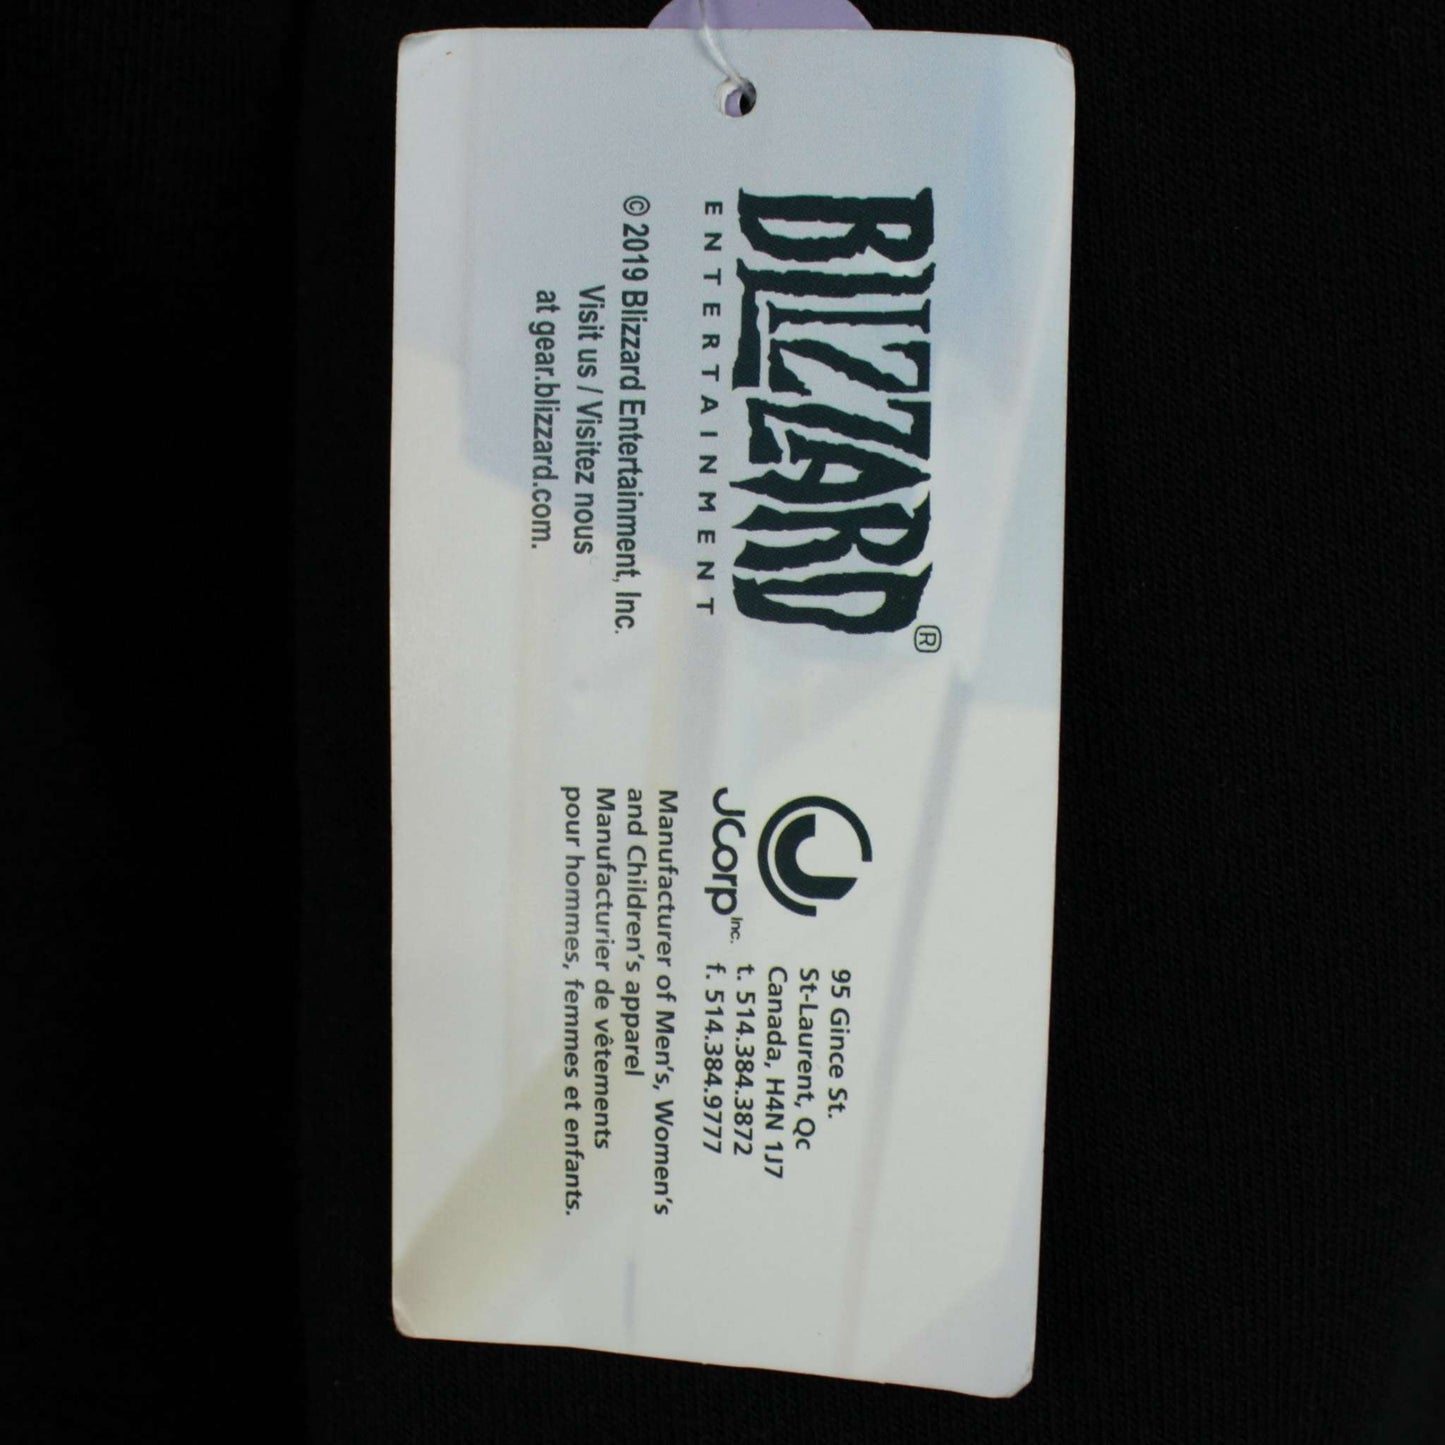 BLIZZARD®
ENTERTAINMENT
© 2019 Blizzard Entertainment, Inc.
Visit us / Visitez nous
at gear.blizzard.com.
JCorp Inc.
95 Gince St.
St-Laurent, Qc
Canada, H4N 1J7
t. 514.384.3872
f. 514.384.9777
Manufacturer of Men's, Women's
and Children's apparel
Manufacturier de vêtements
pour hommes, femmes et enfants.